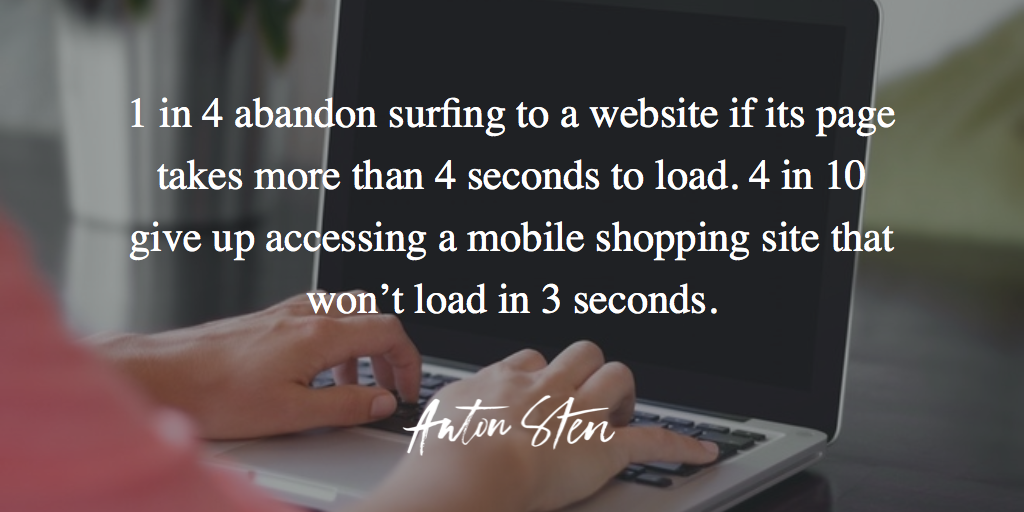 1 in 4 abandon surfing to a website if its page
takes more than 4 seconds to load. 4 in 10
give up accessing a mobile shopping site that
won’t load in 3 seconds.
Anton Sten